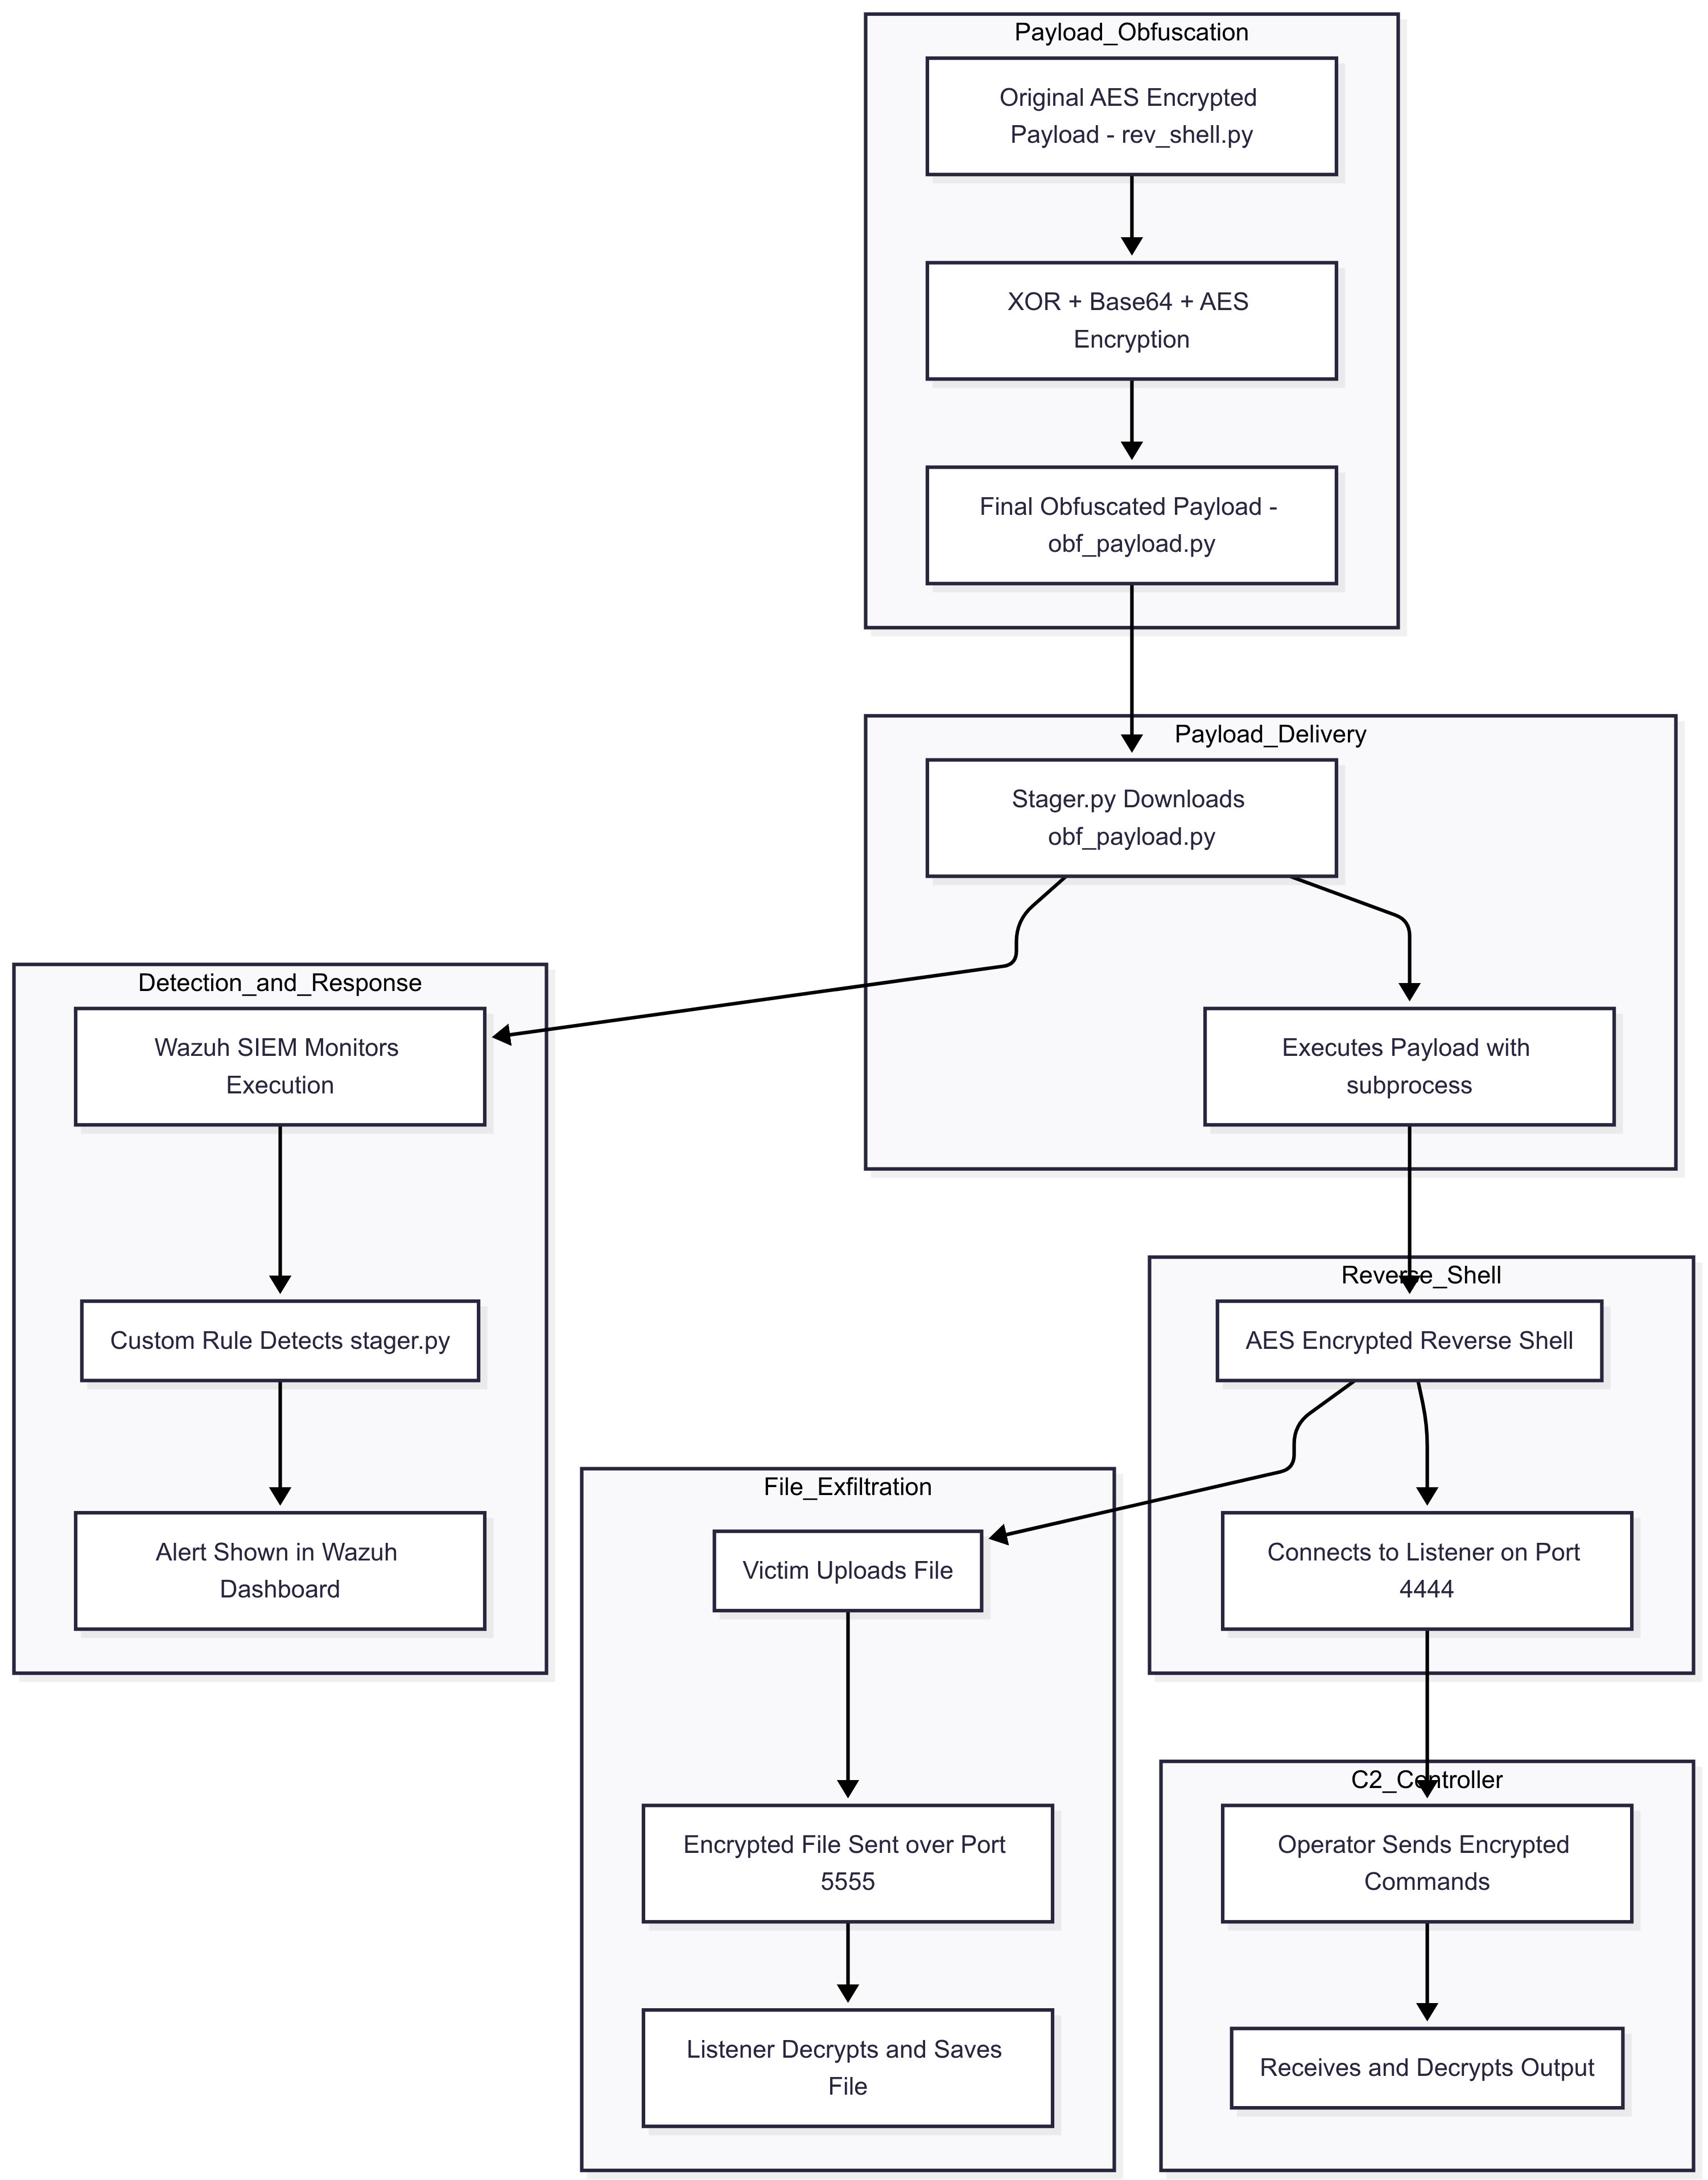 Payload_Obfuscation
Original AES Encrypted
Payload - rev_shell.py
XOR + Base64 + AES
Encryption
Final Obfuscated Payload -
obf_payload.py
Payload_Delivery
Stager.py Downloads
obf_payload.py
Executes Payload with
subprocess
Detection_and_Response
Wazuh SIEM Monitors
Execution
Custom Rule Detects stager.py
Alert Shown in Wazuh
Dashboard
Reverse_Shell
AES Encrypted Reverse Shell
Connects to Listener on Port
4444
File_Exfiltration
Victim Uploads File
Encrypted File Sent over Port
5555
Listener Decrypts and Saves
File
C2_Controller
Operator Sends Encrypted
Commands
Receives and Decrypts Output